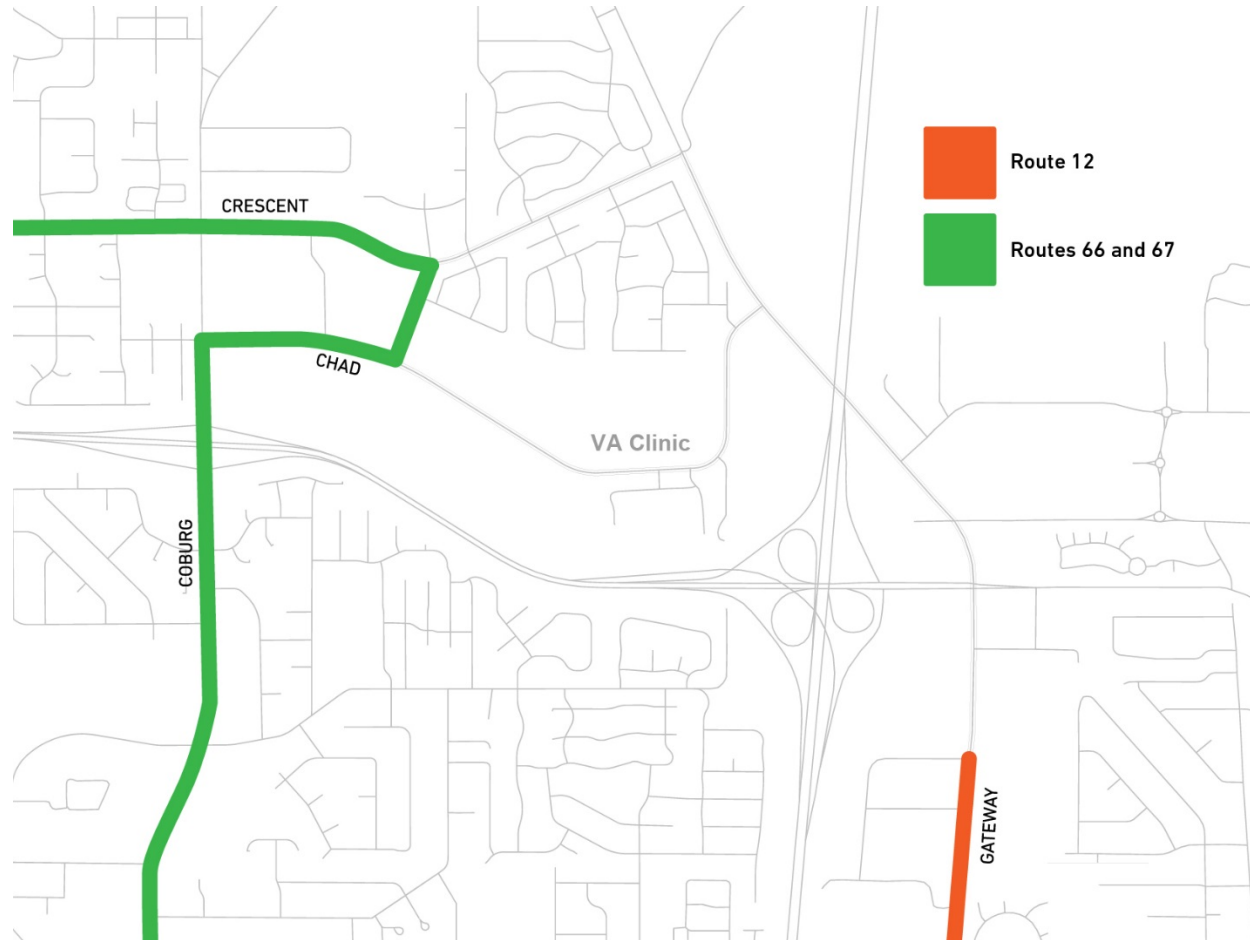 Route 12
CRESCENT
Routes 66 and 67
CHAD
VA Clinic
COBURG
GATEWAY